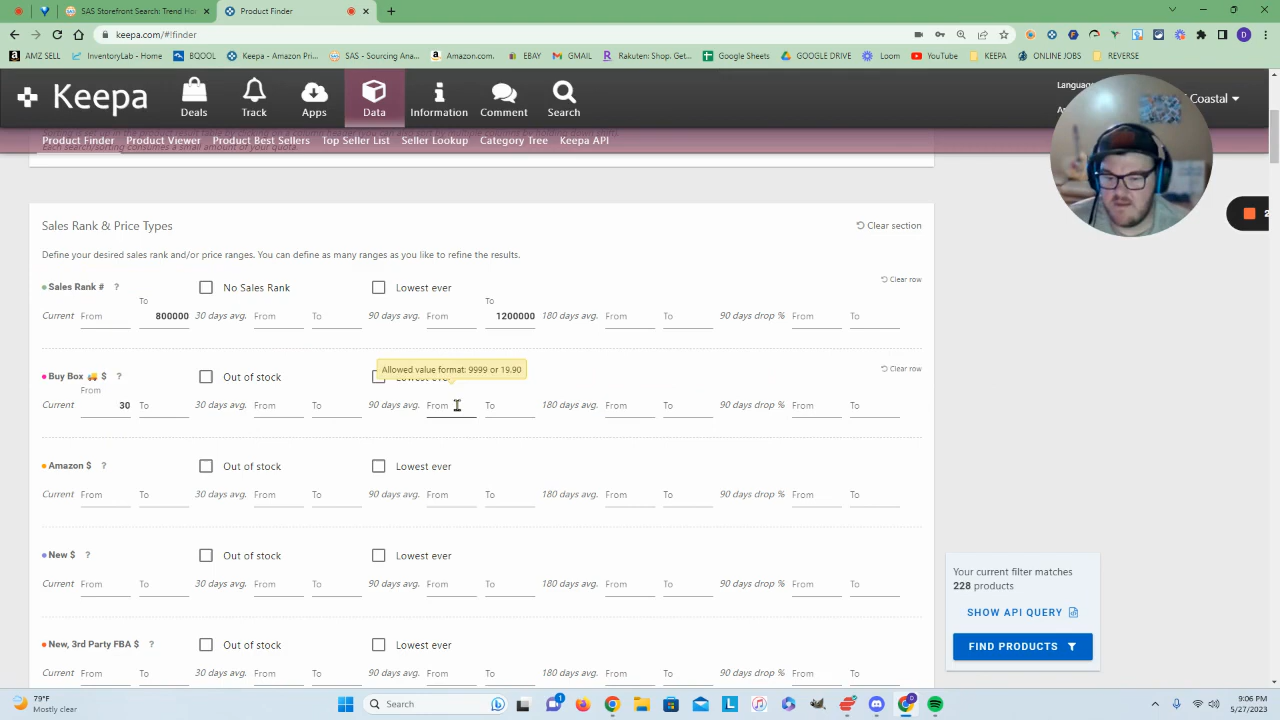 SAS Storefront Search: Trend Ho
Product Finder
keepa.com/#!finder
AMZ SELL
InventoryLab - Home
BQOOL
Keepa - Amazon Pri...
SAS - Sourcing Ana...
Amazon.com.
EBAY
GMAIL
Rakuten: Shop. Get...
Google Sheets
GOOGLE DRIVE
Loom
YouTube
KEEPA
ONLINE JOBS
REVERSE
Keepa
Deals
Track
Apps
Data
Information
Comment
Search
Language
Coastal
Each search/sorting consumes a small amount of your quota.
Product Finder
Product Viewer
Product Best Sellers
Top Seller List
Seller Lookup
Category Tree
Keepa API
Sales Rank & Price Types
Clear section
Define your desired sales rank and/or price ranges. You can define as many ranges as you like to refine the results.
Sales Rank # ?
No Sales Rank
Lowest ever
Clear row
To
To
Current From 800000 30 days avg. From To 90 days avg. From 1200000 180 days avg. From To 90 days drop % From To
Allowed value format: 9999 or 19.90
Buy Box $ ?
Out of stock
Clear row
From
Current 30 To 30 days avg. From To 90 days avg. From To 180 days avg. From To 90 days drop % From To
Amazon $ ?
Out of stock
Lowest ever
Current From To 30 days avg. From To 90 days avg. From To 180 days avg. From To 90 days drop % From To
New $ ?
Out of stock
Lowest ever
Current From To 30 days avg. From To 90 days avg. From To 180 days avg. From To 90 days drop % From To
New, 3rd Party FBA $ ?
Out of stock
Lowest ever
Current From To 30 days avg. From To 90 days avg. From To 180 days avg. From To 90 days drop % From To
Your current filter matches
228 products
SHOW API QUERY
FIND PRODUCTS
2
79°F
Mostly clear
Search
9:06 PM
5/27/2023